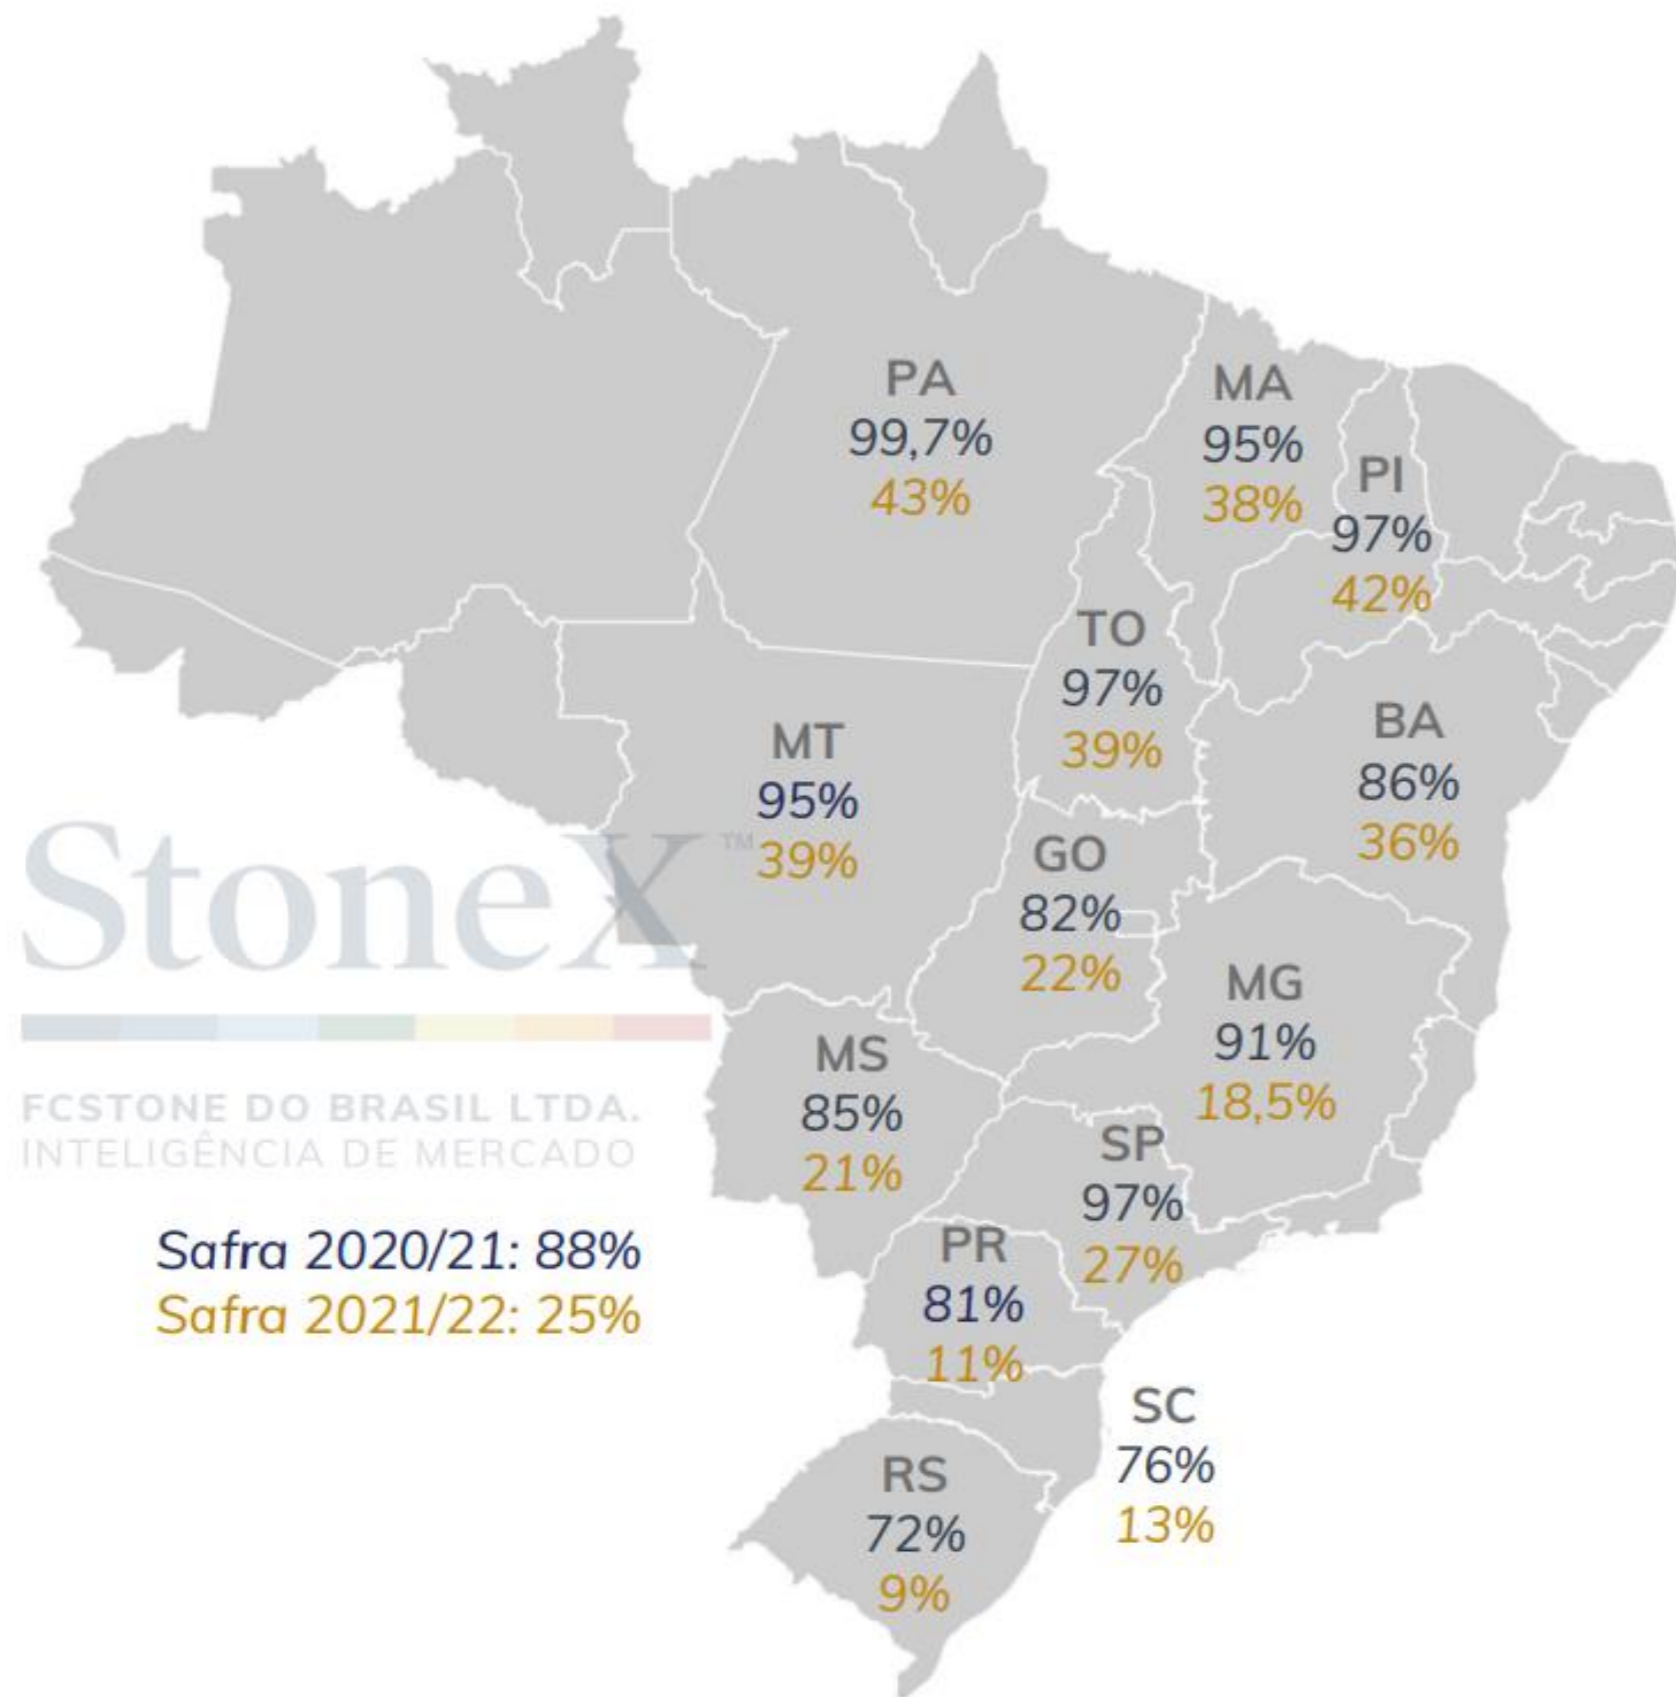 PA
99,7%
43%
MA
95%
38%
PI
97%
42%
TO
97%
39%
BA
86%
36%
MT
95%
39%
GO
82%
22%
MG
91%
18,5%
MS
85%
21%
SP
97%
27%
PR
81%
11%
SC
76%
13%
RS
72%
9%
StoneX™
FCSTONE DO BRASIL LTDA.
INTELIGÊNCIA DE MERCADO
Safra 2020/21: 88%
Safra 2021/22: 25%